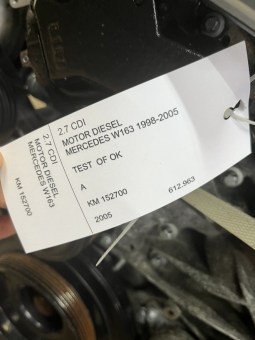 2.7 CDI
MOTOR DIESEL
MERCEDES W163 1998-2005
TEST OF OK
A
KM 152700
612.963
2005
2.7 CDI
MOTOR DIESEL
MERCEDES W163
KM 152700